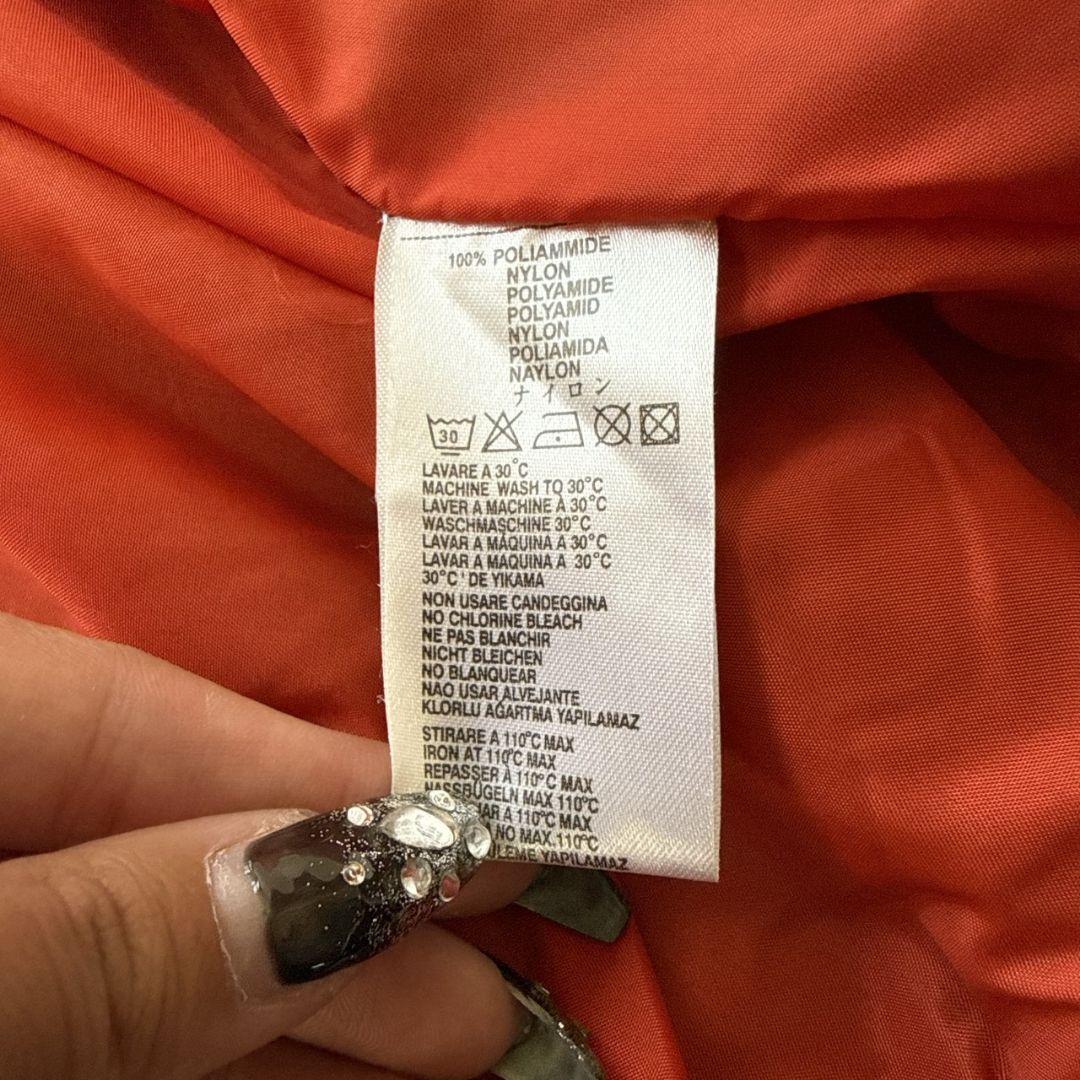 100% POLIAMMIDE
NYLON
POLYAMIDE
POLYAMID
NYLON
POLIAMIDA
NAYLON
ナイロン
30
LAVARE A 30°C
MACHINE WASH TO 30°C
LAVER A MACHINE À 30°C
WASCHMASCHINE 30°C
LAVAR A MÁQUINA A 30°C
LAVAR A MAQUINA A 30°C
30°C ' DE YIKAMA
NON USARE CANDEGGINA
NO CHLORINE BLEACH
NE PAS BLANCHIR
NICHT BLEICHEN
NO BLANQUEAR
NAO USAR ALVEJANTE
KLORLU AĞARTMA YAPILAMAZ
STIRARE A 110°C MAX
IRON AT 110°C MAX
REPASSER À 110°C MAX
NASSBÜGELN MAX 110°C
A 110°C MAX
NO MAX.110°C
YAPILAMAZ